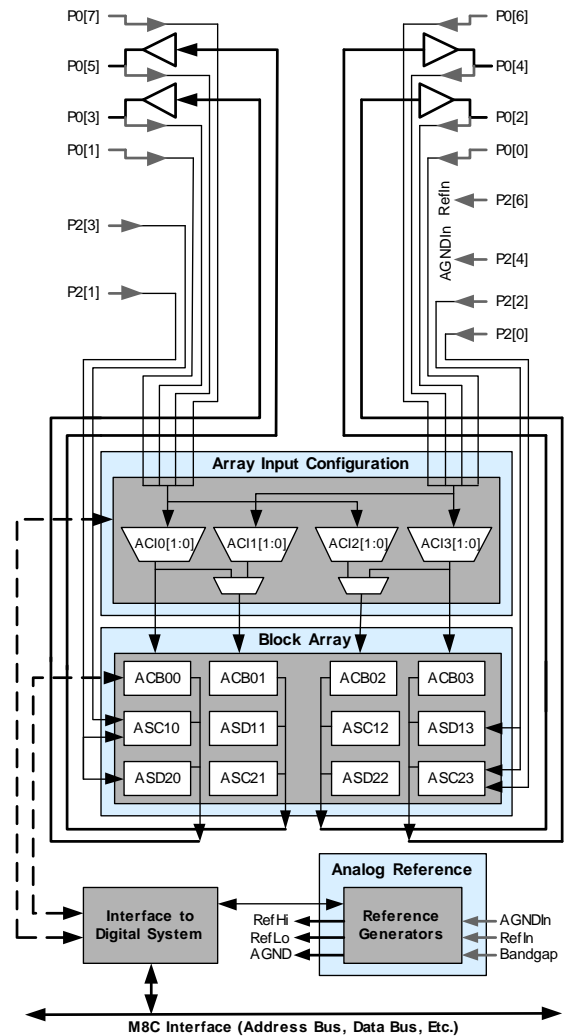 P0[7] P0[6]
P0[5] P0[4]
P0[3] P0[2]
P0[1] P0[0]
RefIn P2[6]
P2[3]
AGNDIn P2[4]
P2[1] P2[2]
P2[0]
Array Input Configuration
ACI0[1:0] ACI1[1:0] ACI2[1:0] ACI3[1:0]
Block Array
ACB00 ACB01 ACB02 ACB03
ASC10 ASD11 ASC12 ASD13
ASD20 ASC21 ASD22 ASC23
Analog Reference
Interface to
Digital System
Reference
Generators
RefHi
RefLo
AGND
AGNDIn
RefIn
Bandgap
M8C Interface (Address Bus, Data Bus, Etc.)